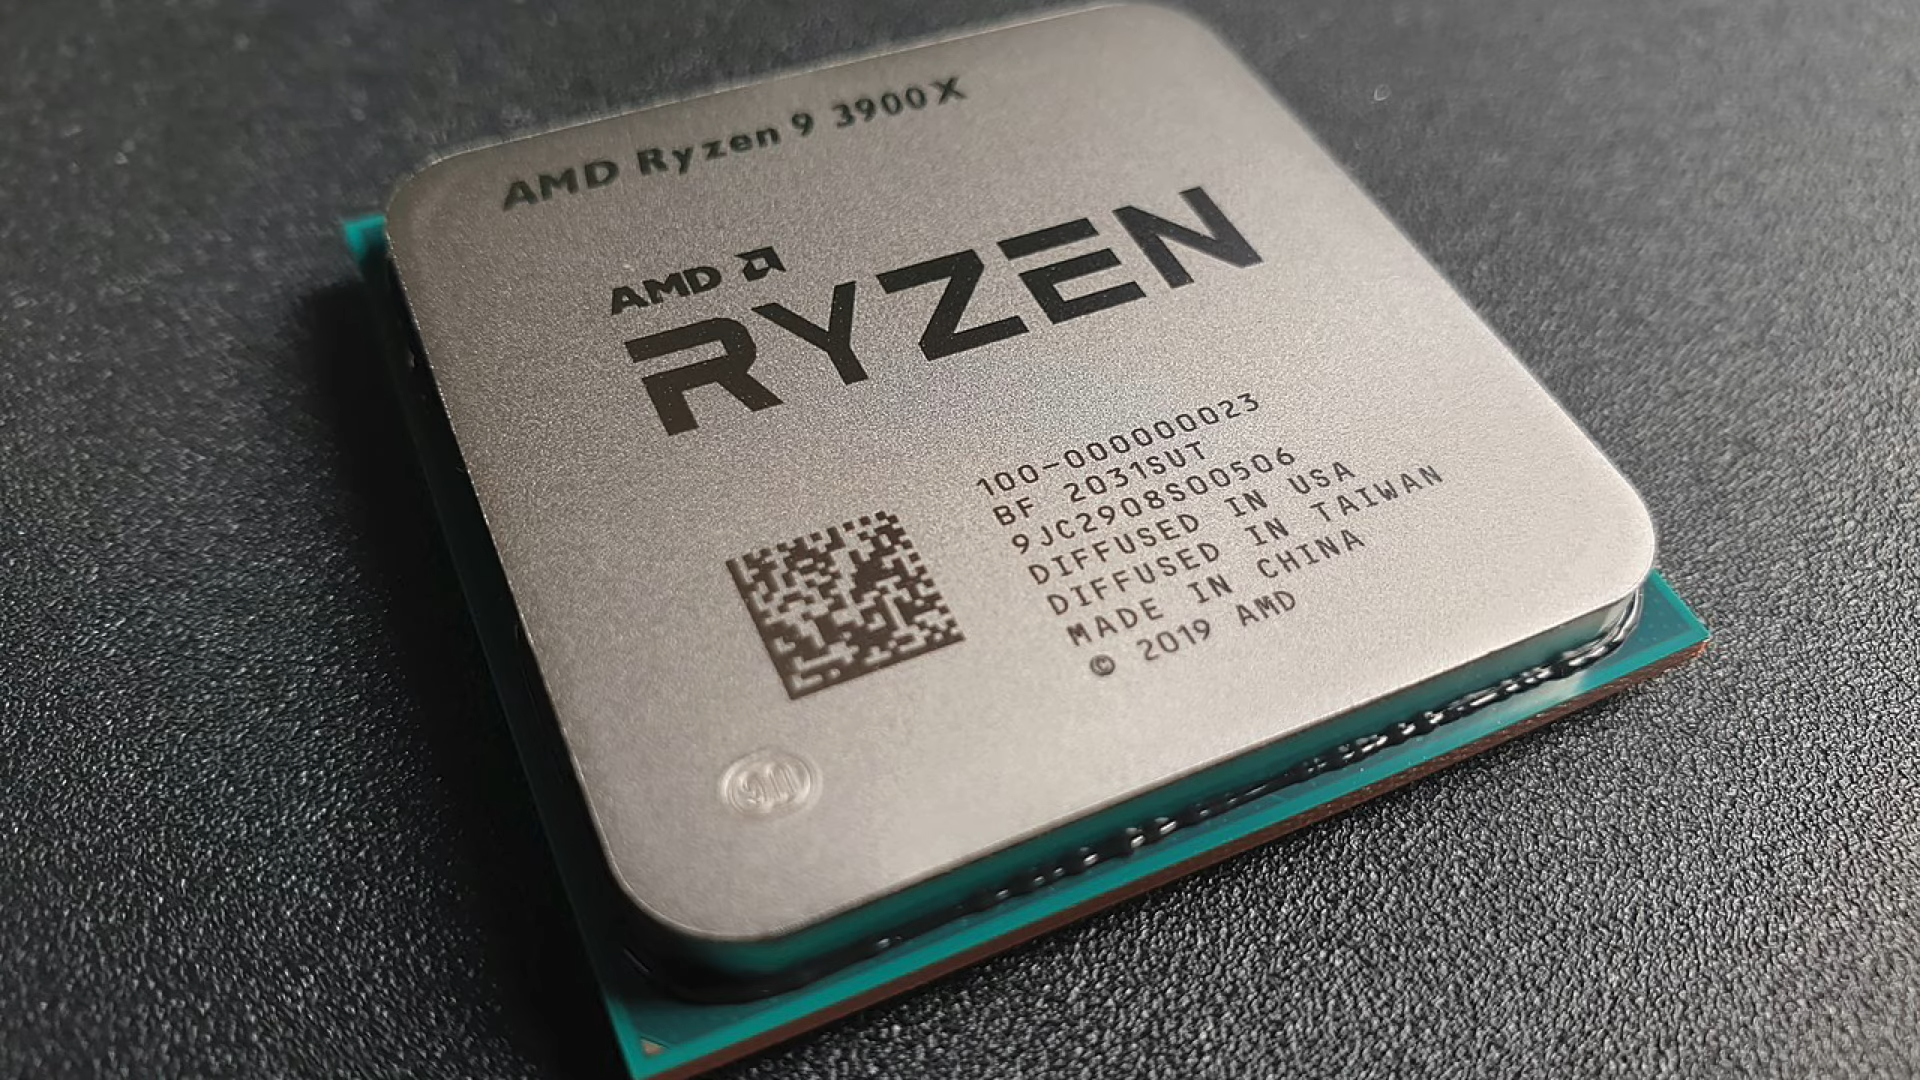 AMD Ryzen 9 3900X
AMD
RYZEN
100-000000023
BF 2031SUT
9JC2908S00506
DIFFUSED IN USA
DIFFUSED IN TAIWAN
MADE IN CHINA
© 2019 AMD